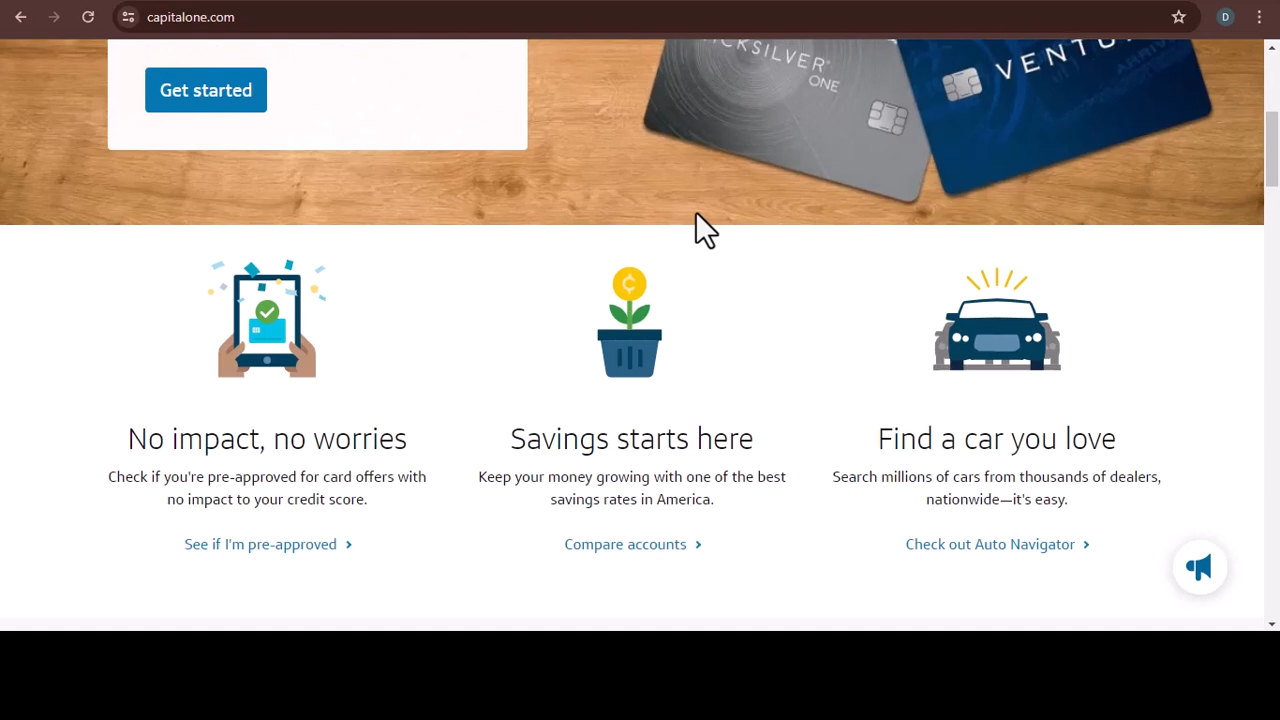 capitalone.com
D
Get started
ONE
No impact, no worries
Savings starts here
Find a car you love
Check if you're pre-approved for card offers with
no impact to your credit score.
Keep your money growing with one of the best
savings rates in America.
Search millions of cars from thousands of dealers,
nationwide—it's easy.
See if I'm pre-approved
Compare accounts
Check out Auto Navigator